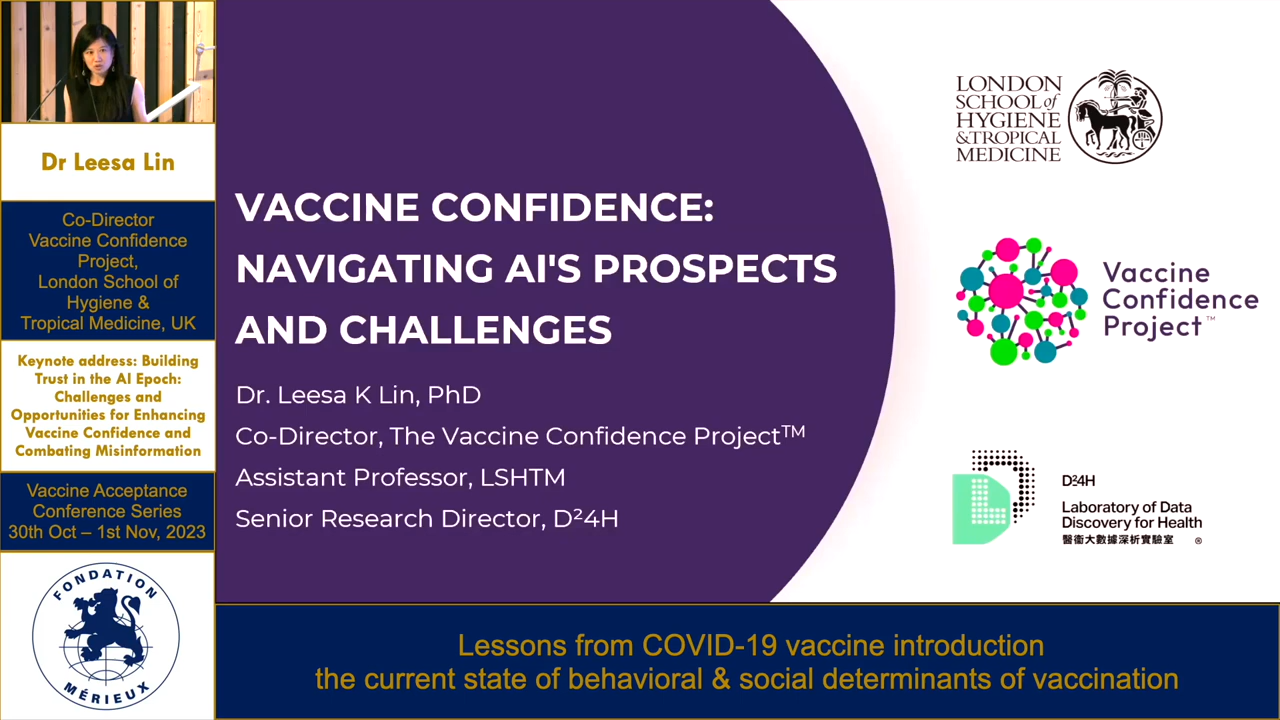 Dr Leesa Lin
Co-Director
Vaccine Confidence
Project,
London School of
Hygiene &
Tropical Medicine, UK
Keynote address: Building
Trust in the AI Epoch:
Challenges and
Opportunities for Enhancing
Vaccine Confidence and
Combating Misinformation
Vaccine Acceptance
Conference Series
30th Oct – 1st Nov, 2023
FONDATION
MÉRIEUX
VACCINE CONFIDENCE:
NAVIGATING AI'S PROSPECTS
AND CHALLENGES
Dr. Leesa K Lin, PhD
Co-Director, The Vaccine Confidence Project™
Assistant Professor, LSHTM
Senior Research Director, D²4H
LONDON
SCHOOL of
HYGIENE
&TROPICAL
MEDICINE
Vaccine
Confidence
Project™
D²4H
Laboratory of Data
Discovery for Health
醫衞大數據深析實驗室 ®
Lessons from COVID-19 vaccine introduction
the current state of behavioral & social determinants of vaccination